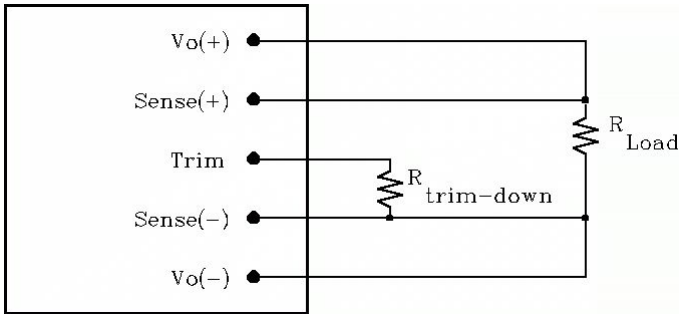 Vo(+)
Sense(+)
R
Load
Trim
R
trim-down
Sense(-)
Vo(-)